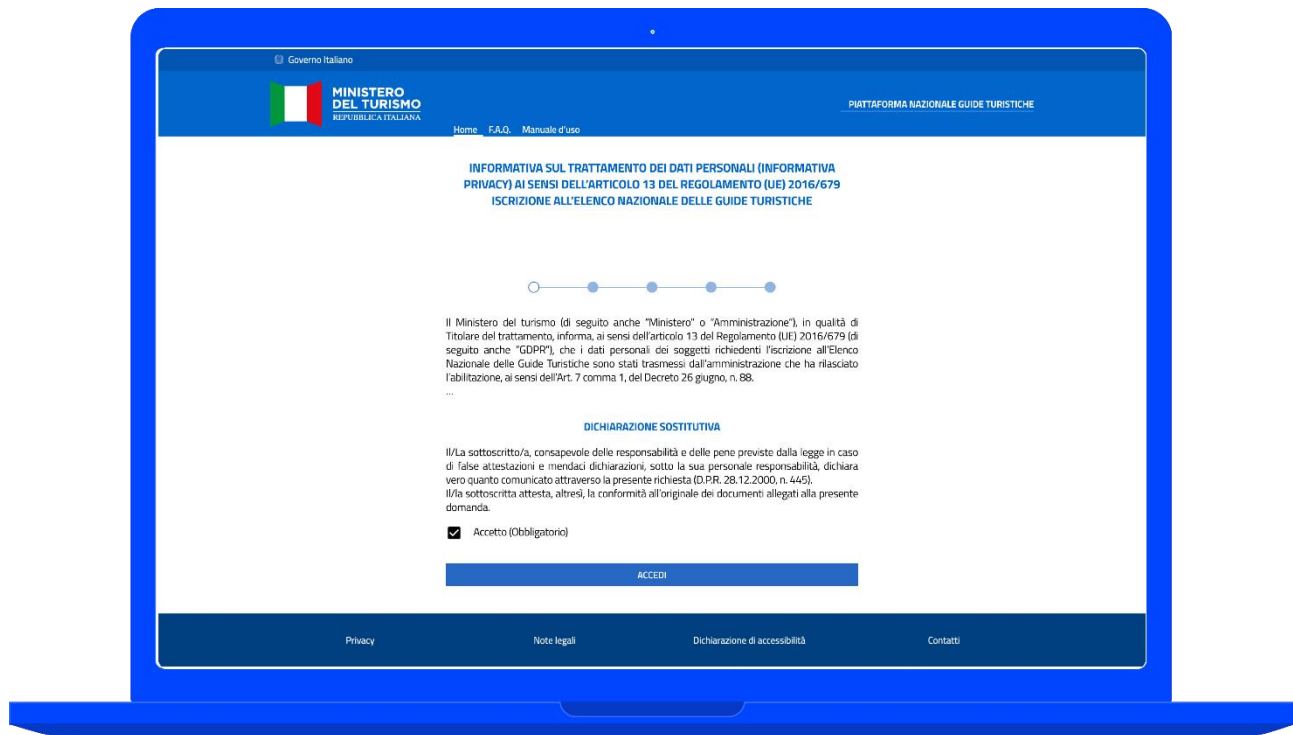 Governo Italiano
MINISTERO
DEL TURISMO
REPUBBLICA ITALIANA
PIATTAFORMA NAZIONALE GUIDE TURISTICHE
Home F.A.Q. Manuale d'uso
INFORMATIVA SUL TRATTAMENTO DEI DATI PERSONALI (INFORMATIVA
PRIVACY) AI SENSI DELL'ARTICOLO 13 DEL REGOLAMENTO (UE) 2016/679
ISCRIZIONE ALL'ELENCO NAZIONALE DELLE GUIDE TURISTICHE
Il Ministero del turismo (di seguito anche "Ministero" o "Amministrazione"), in qualità di
Titolare del trattamento, informa, ai sensi dell'articolo 13 del Regolamento (UE) 2016/679 (di
seguito anche "GDPR"), che i dati personali dei soggetti richiedenti l'iscrizione all'Elenco
Nazionale delle Guide Turistiche sono stati trasmessi dall'amministrazione che ha rilasciato
l'abilitazione, ai sensi dell'Art. 7 comma 1, del Decreto 26 giugno, n. 88.
...
DICHIARAZIONE SOSTITUTIVA
Il/La sottoscritto/a, consapevole delle responsabilità e delle pene previste dalla legge in caso
di false attestazioni e mendaci dichiarazioni, sotto la sua personale responsabilità, dichiara
vero quanto comunicato attraverso la presente richiesta (D.P.R. 28.12.2000, n. 445).
Il/la sottoscritta attesta, altresì, la conformità all'originale dei documenti allegati alla presente
domanda.
Accetto (Obbligatorio)
ACCEDI
Privacy Note legali Dichiarazione di accessibilità Contatti